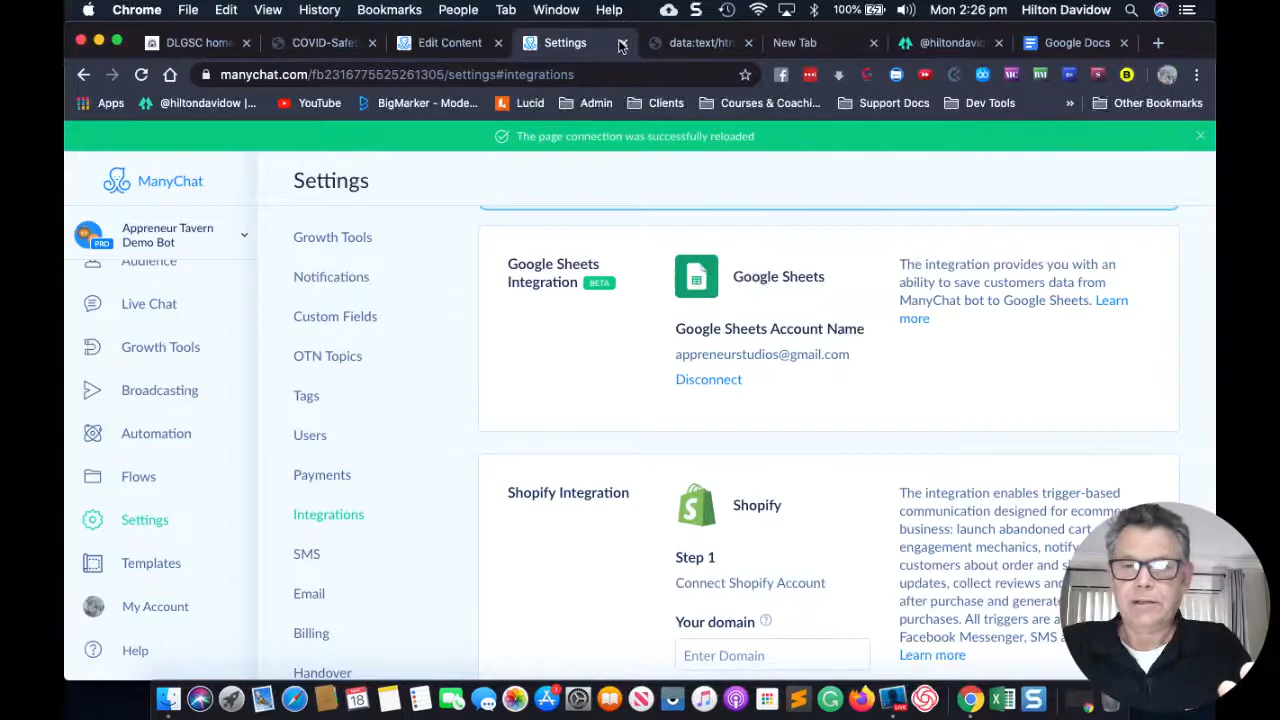 Chrome File Edit View History Bookmarks People Tab Window Help 100% Mon 2:26 pm Hilton Davidow
DLGSC hom × COVID-Safet × Edit Content × Settings data:text/htm × New Tab × @hiltondavid × Google Docs × +
manychat.com/fb2316775525261305/settings#integrations
Apps @hiltondavidow |... YouTube BigMarker - Mode... Lucid Admin Clients Courses & Coachi... Support Docs Dev Tools » Other Bookmarks
The page connection was successfully reloaded ×
ManyChat
Settings
Appreneur Tavern
Demo Bot
PRO
Audience
Live Chat
Growth Tools
Broadcasting
Automation
Flows
Settings
Templates
My Account
Help
Growth Tools
Notifications
Custom Fields
OTN Topics
Tags
Users
Payments
Integrations
SMS
Email
Billing
Handover
Google Sheets
Integration BETA
Google Sheets
Google Sheets Account Name
appreneurstudios@gmail.com
Disconnect
The integration provides you with an
ability to save customers data from
ManyChat bot to Google Sheets. Learn
more
Shopify Integration
Shopify
Step 1
Connect Shopify Account
Your domain ?
Enter Domain
The integration enables trigger-based
communication designed for ecomme
business: launch abandoned cart
engagement mechanics, notify
customers about order and s
updates, collect reviews and
after purchase and generate
purchases. All triggers are a
Facebook Messenger, SMS
Learn more